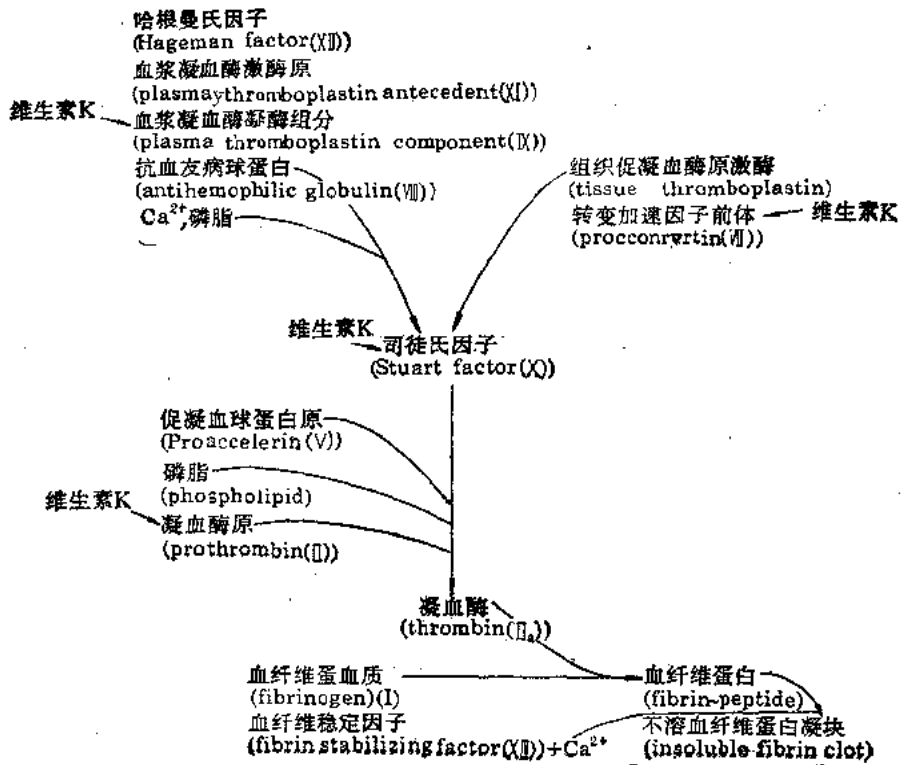 哈根曼氏因子
(Hageman factor(Ⅻ))
血浆凝血酶激酶原
(plasmaythromboplastin antecedent(Ⅺ))
维生素K
血浆凝血酶凝酶组分
(plasma thromboplastin component(Ⅸ))
抗血友病球蛋白
(antihemophilic globulin(Ⅷ))
Ca²⁺,磷脂
组织促凝血酶原激酶
(tissue thromboplastin)
转变加速因子前体
维生素K
(procconrertin(Ⅶ))
维生素K
司徒氏因子
(Stuart factor(Ⅹ))
促凝血球蛋白原
(Proaccelerin(Ⅴ))
磷脂
(phospholipid)
维生素K
凝血酶原
(prothrombin(Ⅱ))
凝血酶
(thrombin(Ⅱₐ))
血纤维蛋血质
(fibrinogen)(I)
血纤维蛋白
(fibrin-peptide)
血纤维稳定因子
(fibrin stabilizing factor(Ⅻ))+Ca²⁺
不溶血纤维蛋白凝块
(insoluble fibrin clot)